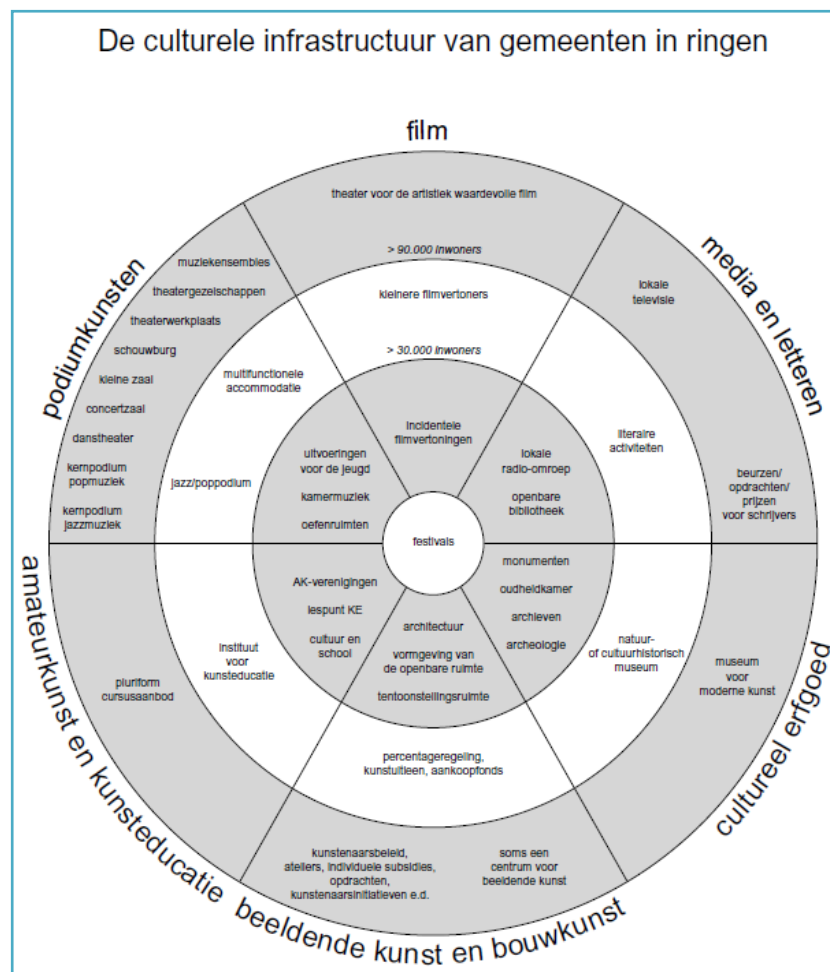 De culturele infrastructuur van gemeenten in ringen
film
theater voor de artistiek waardevolle film
> 90.000 inwoners
kleinere filmvertoners
> 30.000 inwoners
incidentele
filmvertoningen
media en letteren
lokale
televisie
beurzen/
opdrachten/
prijzen
voor schrijvers
literaire
activiteiten
lokale
radio-omroep
openbare
bibliotheek
podiumkunsten
muziekensembles
theatergezelschappen
theaterwerkplaats
schouwburg
kleine zaal
concertzaal
danstheater
kernpodium
popmuziek
kernpodium
jazzmuziek
multifunctionele
accommodatie
jazz/poppodium
uitvoeringen
voor de jeugd
kamermuziek
oefenruimten
festivals
amateurkunst en kunsteducatie
pluriform
cursusaanbod
instituut
voor
kunsteducatie
AK-verenigingen
lespunt KE
cultuur en
school
architectuur
vormgeving van
de openbare ruimte
tentoonstellingsruimte
percentageregeling,
kunstuitleen, aankoopfonds
kunstenaarsbeleid,
ateliers, individuele subsidies,
opdrachten,
kunstenaarsinitiatieven e.d.
soms een
centrum voor
beeldende kunst
beeldende kunst en bouwkunst
monumenten
oudheidkamer
archieven
archeologie
natuur-
of cultuurhistorisch
museum
museum
voor
moderne kunst
cultureel erfgoed